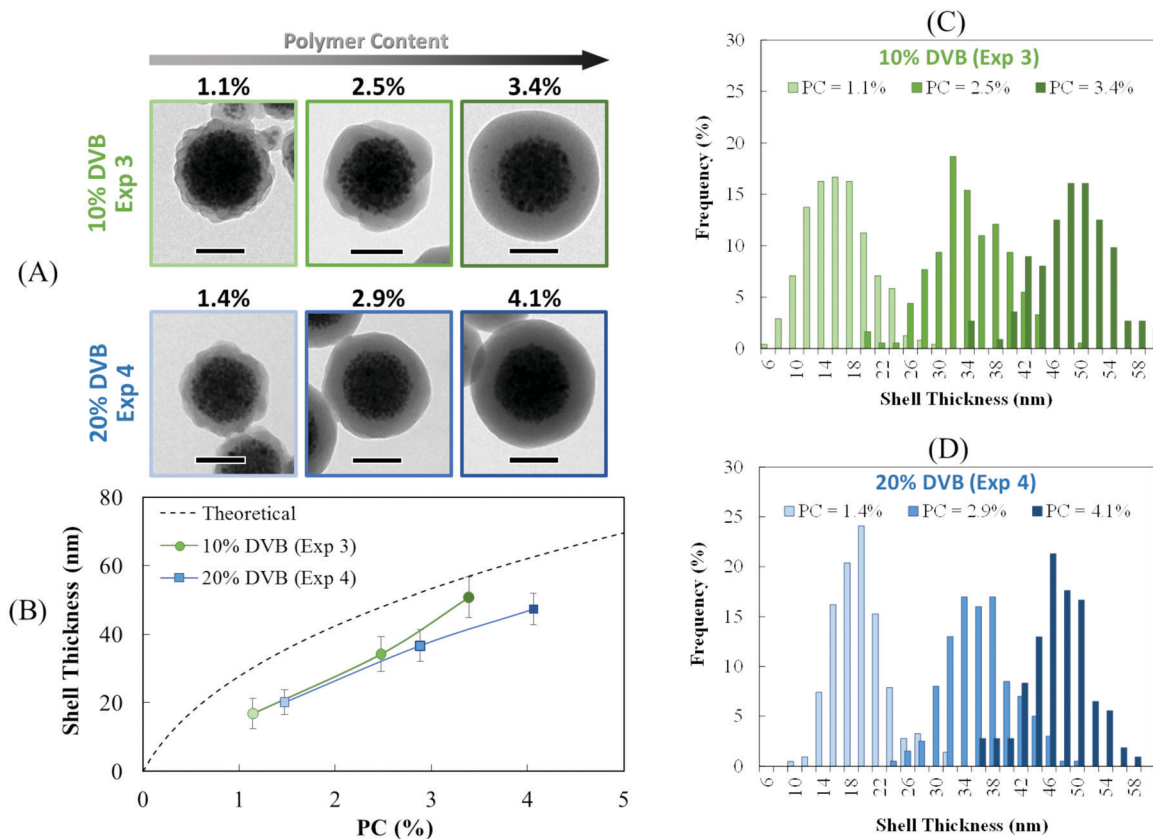 (A)
Polymer Content
1.1% 2.5% 3.4%
10% DVB
Exp 3
1.4% 2.9% 4.1%
20% DVB
Exp 4
(B)
80
60
40
20
0
0 1 2 3 4 5
Shell Thickness (nm)
PC (%)
Theoretical
10% DVB (Exp 3)
20% DVB (Exp 4)
(C)
10% DVB (Exp 3)
PC = 1.1% PC = 2.5% PC = 3.4%
30
25
20
15
10
5
0
Frequency (%)
6 10 14 18 22 26 30 34 38 42 46 50 54 58
Shell Thickness (nm)
(D)
20% DVB (Exp 4)
PC = 1.4% PC = 2.9% PC = 4.1%
30
25
20
15
10
5
0
Frequency (%)
6 10 14 18 22 26 30 34 38 42 46 50 54 58
Shell Thickness (nm)